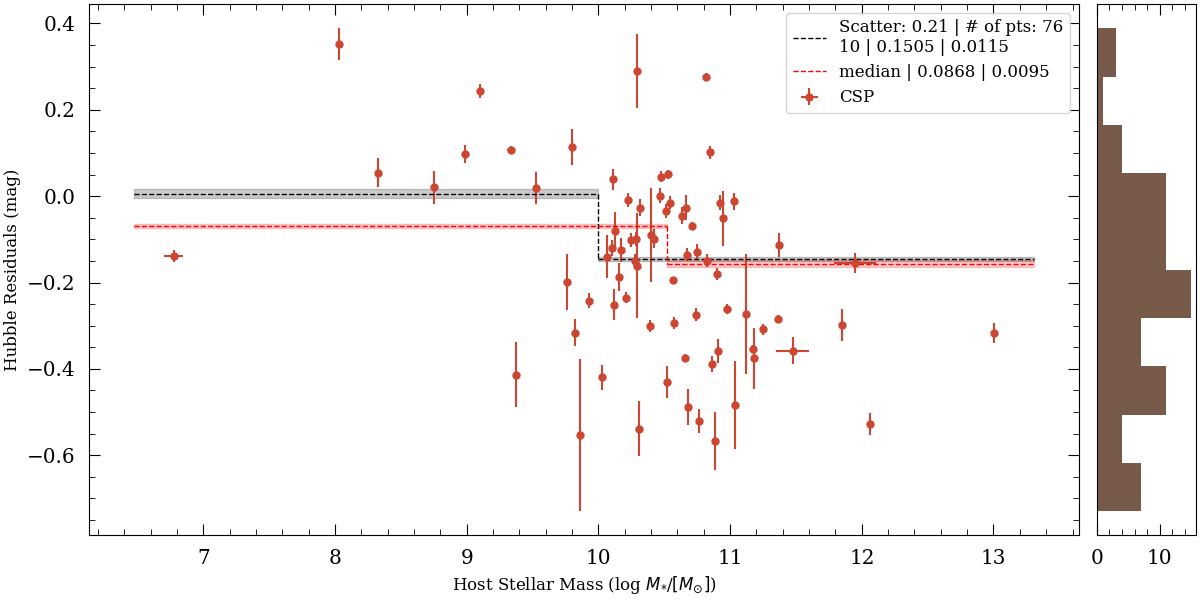 Scatter: 0.21 | # of pts: 76
10 | 0.1505 | 0.0115
median | 0.0868 | 0.0095
CSP
Hubble Residuals (mag)
0.4
0.2
0.0
−0.2
−0.4
−0.6
7 8 9 10 11 12 13
0 10
Host Stellar Mass (log M*/[M⊙])